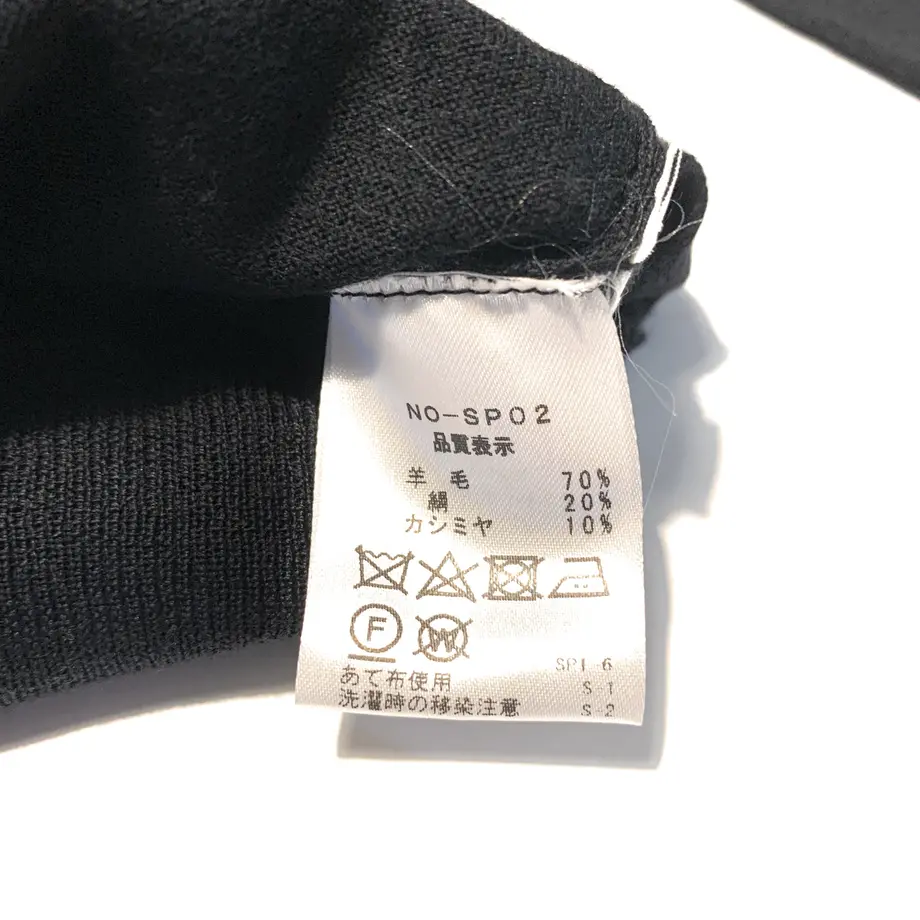 NO-SP02
品質表示
羊毛 70%
絹 20%
カシミヤ 10%
F
W
あて布使用
洗濯時の移染注意
SP1 6
S 1
S 2